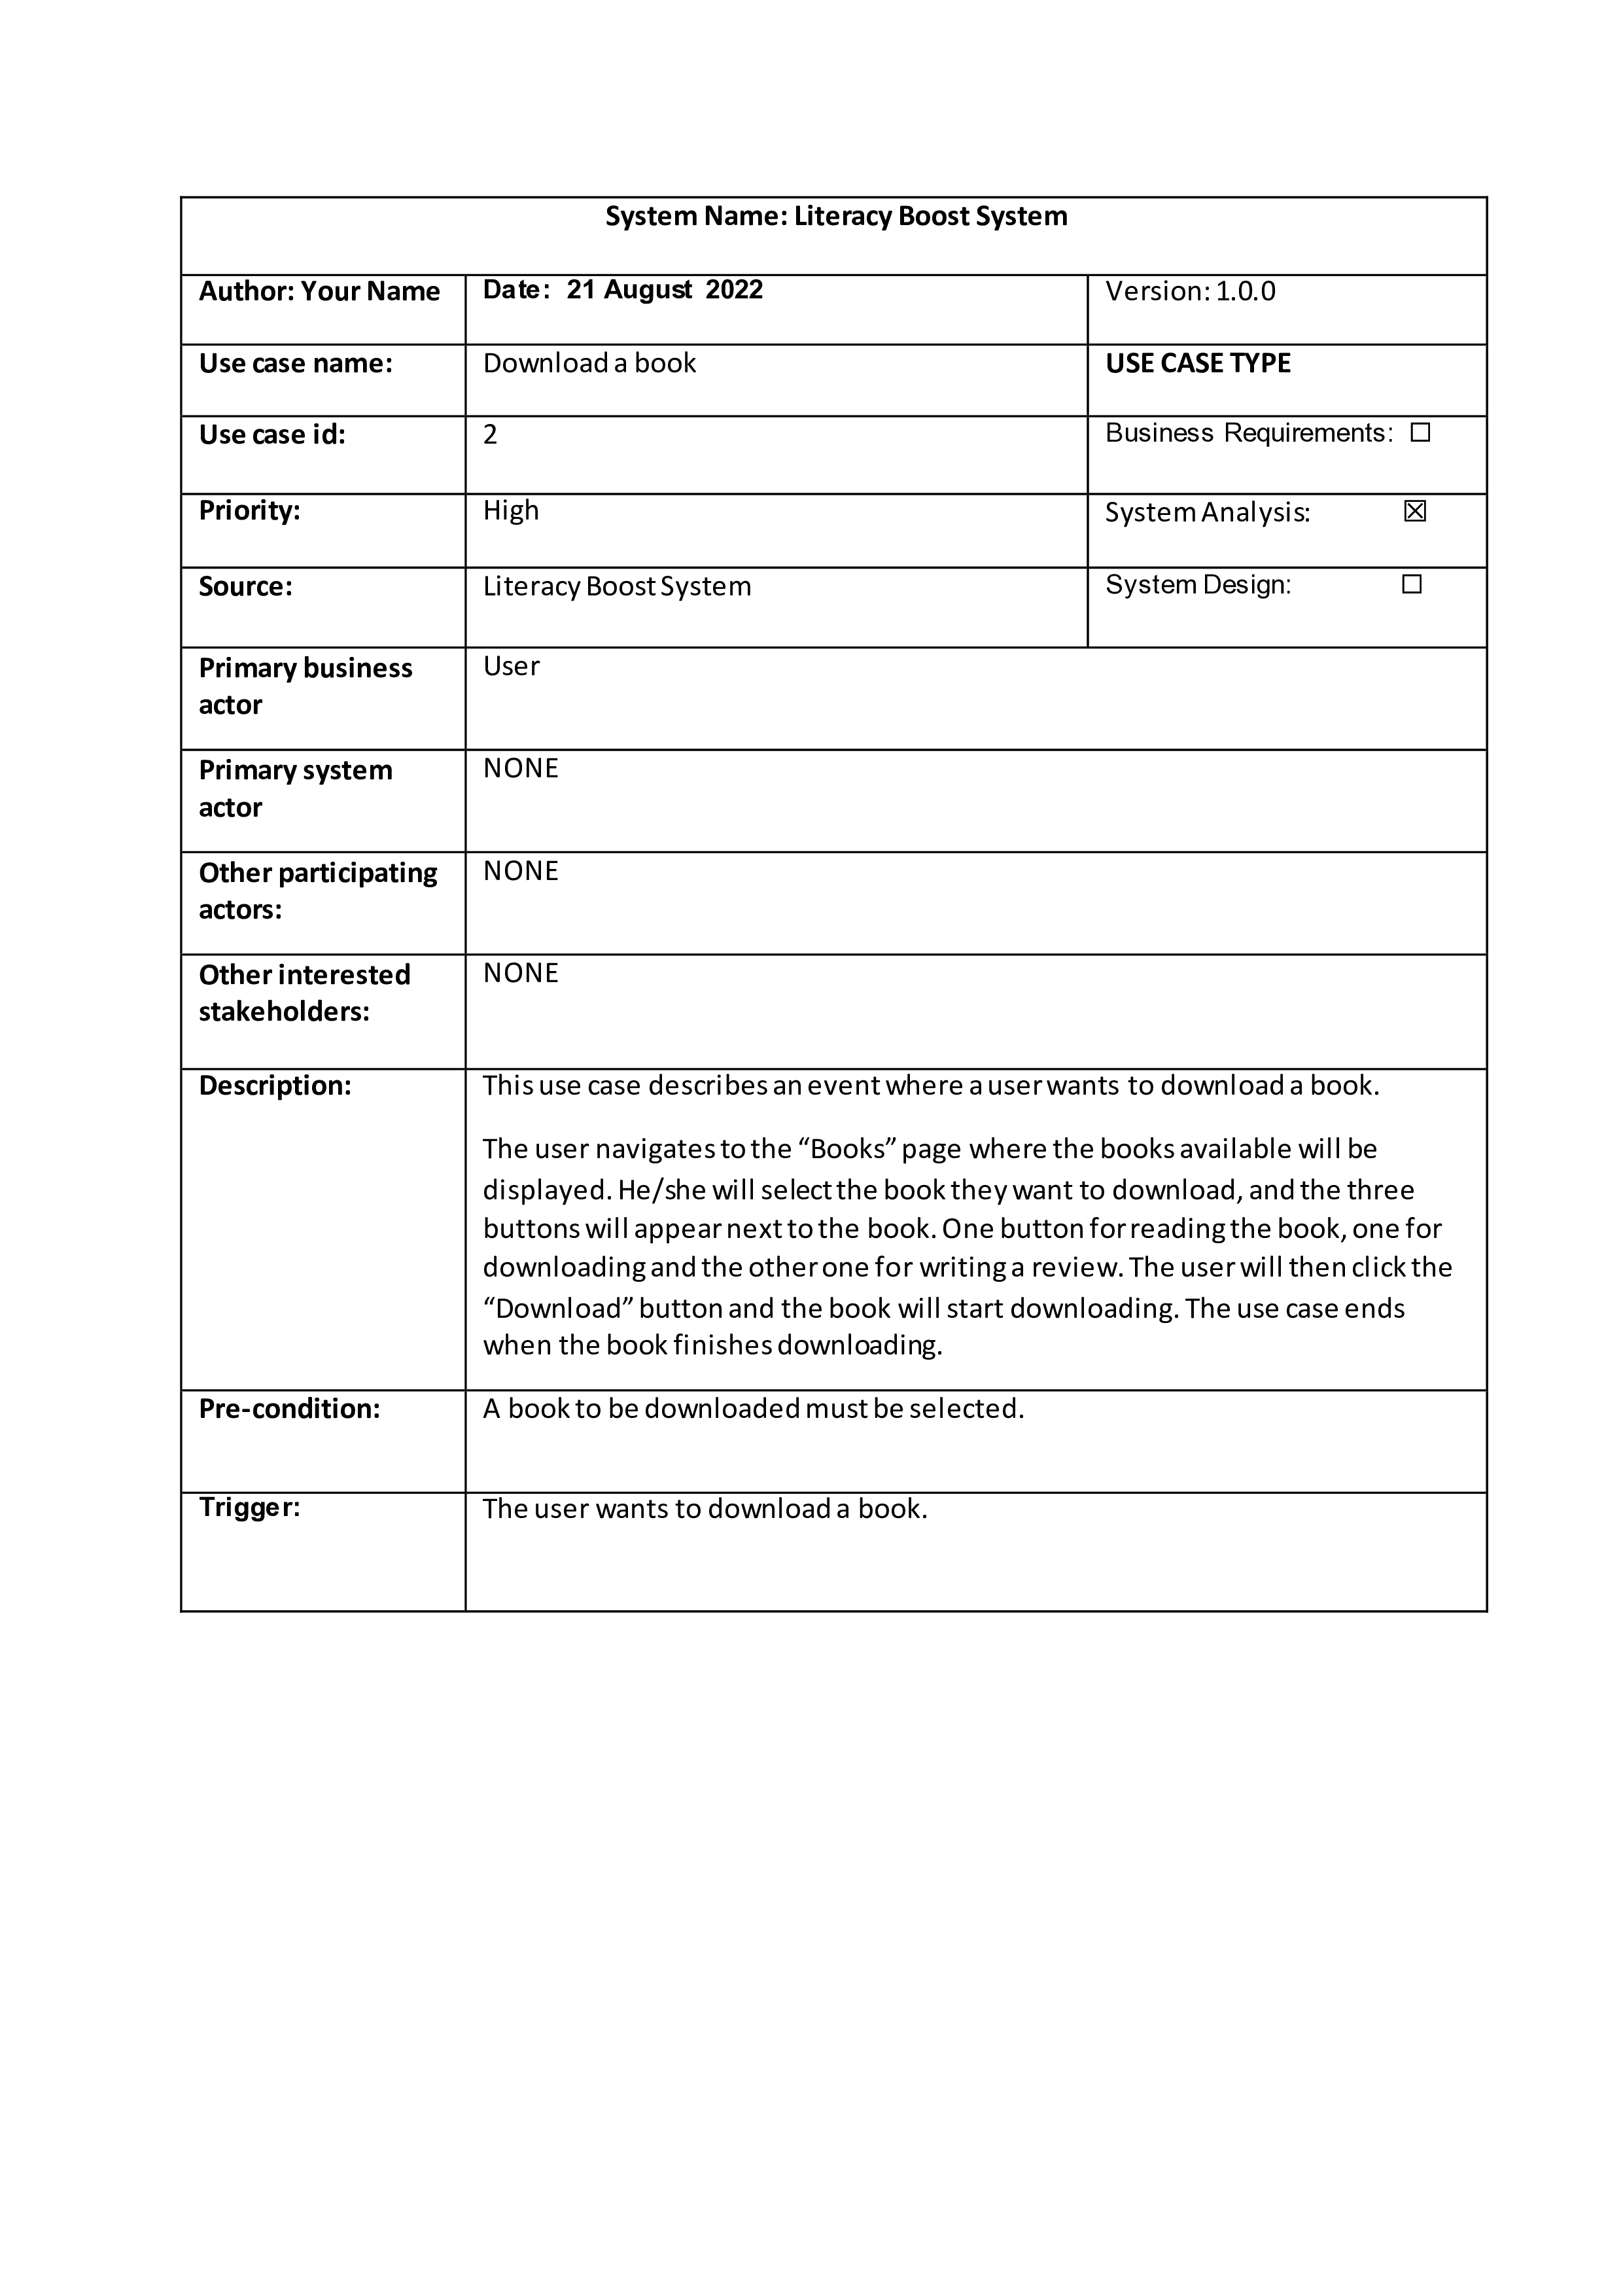 System Name: Literacy Boost System
Author: Your Name
Date: 21 August 2022
Version: 1.0.0
Use case name:
Download a book
USE CASE TYPE
Use case id:
2
Business Requirements: ☐
Priority:
High
System Analysis: ☒
Source:
Literacy Boost System
System Design: ☐
Primary business
actor
User
Primary system
actor
NONE
Other participating
actors:
NONE
Other interested
stakeholders:
NONE
Description:
This use case describes an event where a user wants to download a book.
The user navigates to the “Books” page where the books available will be
displayed. He/she will select the book they want to download, and the three
buttons will appear next to the book. One button for reading the book, one for
downloading and the other one for writing a review. The user will then click the
“Download” button and the book will start downloading. The use case ends
when the book finishes downloading.
Pre-condition:
A book to be downloaded must be selected.
Trigger:
The user wants to download a book.